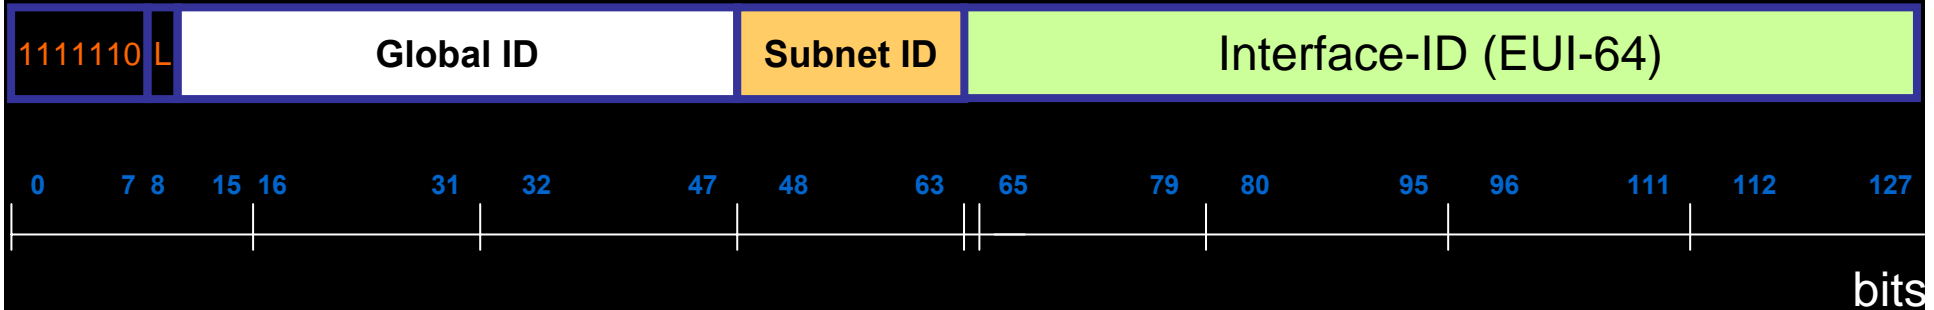 1111110 L Global ID Subnet ID Interface-ID (EUI-64)
0 7 8 15 16 31 32 47 48 63 65 79 80 95 96 111 112 127
bits